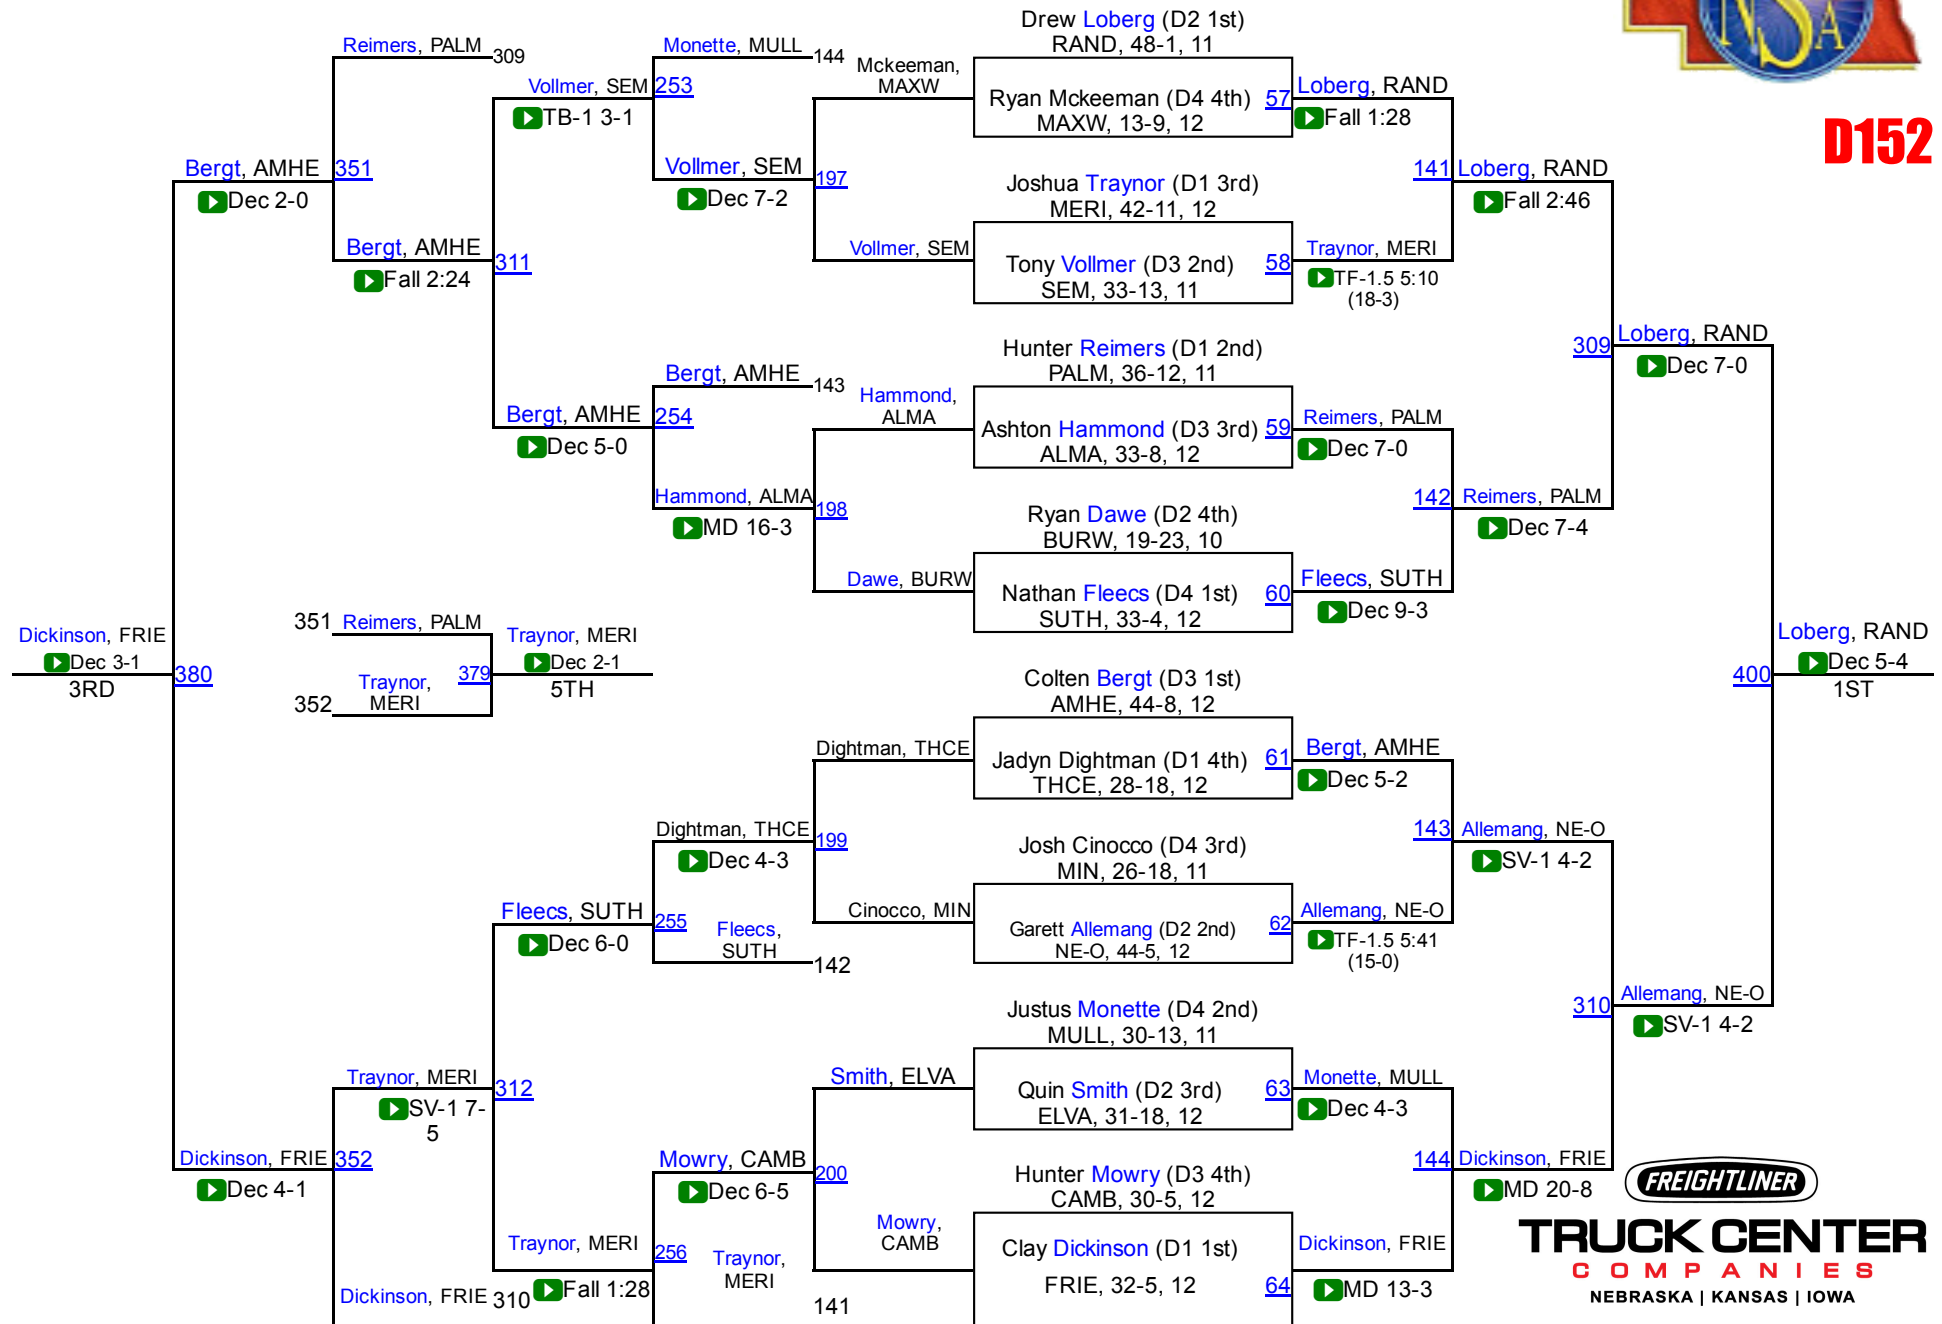 Drew Loberg (D2 1st)
RAND, 48-1, 11
Reimers, PALM
309
Monette, MULL
144
Mckeeman,
MAXW
Vollmer, SEM
253
TB-1 3-1
Ryan Mckeeman (D4 4th)
MAXW, 13-9, 12
57
Loberg, RAND
Fall 1:28
NSA
D152
Bergt, AMHE
351
Dec 2-0
Vollmer, SEM
197
Dec 7-2
Joshua Traynor (D1 3rd)
MERI, 42-11, 12
141
Loberg, RAND
Fall 2:46
Bergt, AMHE
311
Fall 2:24
Vollmer, SEM
Tony Vollmer (D3 2nd)
SEM, 33-13, 11
58
Traynor, MERI
TF-1.5 5:10
(18-3)
Hunter Reimers (D1 2nd)
PALM, 36-12, 11
309
Loberg, RAND
Dec 7-0
Bergt, AMHE
143
Hammond,
ALMA
Bergt, AMHE
254
Dec 5-0
Ashton Hammond (D3 3rd)
ALMA, 33-8, 12
59
Reimers, PALM
Dec 7-0
Hammond, ALMA
198
MD 16-3
Ryan Dawe (D2 4th)
BURW, 19-23, 10
142
Reimers, PALM
Dec 7-4
Dawe, BURW
Nathan Fleecs (D4 1st)
SUTH, 33-4, 12
60
Fleecs, SUTH
Dec 9-3
Dickinson, FRIE
Dec 3-1
3RD
380
351
Reimers, PALM
Traynor,
MERI
352
379
Traynor, MERI
Dec 2-1
5TH
Loberg, RAND
400
Dec 5-4
1ST
Colten Bergt (D3 1st)
AMHE, 44-8, 12
Dightman, THCE
Jadyn Dightman (D1 4th)
THCE, 28-18, 12
61
Bergt, AMHE
Dec 5-2
Dightman, THCE
199
Dec 4-3
Josh Cinocco (D4 3rd)
MIN, 26-18, 11
143
Allemang, NE-O
SV-1 4-2
Fleecs, SUTH
255
Dec 6-0
Fleecs,
SUTH
142
Cinocco, MIN
Garett Allemang (D2 2nd)
NE-O, 44-5, 12
62
Allemang, NE-O
TF-1.5 5:41
(15-0)
Justus Monette (D4 2nd)
MULL, 30-13, 11
310
Allemang, NE-O
SV-1 4-2
Traynor, MERI
312
SV-1 7-
5
Smith, ELVA
Quin Smith (D2 3rd)
ELVA, 31-18, 12
63
Monette, MULL
Dec 4-3
Dickinson, FRIE
352
Dec 4-1
Mowry, CAMB
200
Dec 6-5
Hunter Mowry (D3 4th)
CAMB, 30-5, 12
144
Dickinson, FRIE
MD 20-8
FREIGHTLINER
TRUCK CENTER
COMPANIES
NEBRASKA | KANSAS | IOWA
Mowry,
CAMB
Traynor, MERI
256
Fall 1:28
Traynor,
MERI
141
Clay Dickinson (D1 1st)
FRIE, 32-5, 12
64
Dickinson, FRIE
MD 13-3
Dickinson, FRIE
310